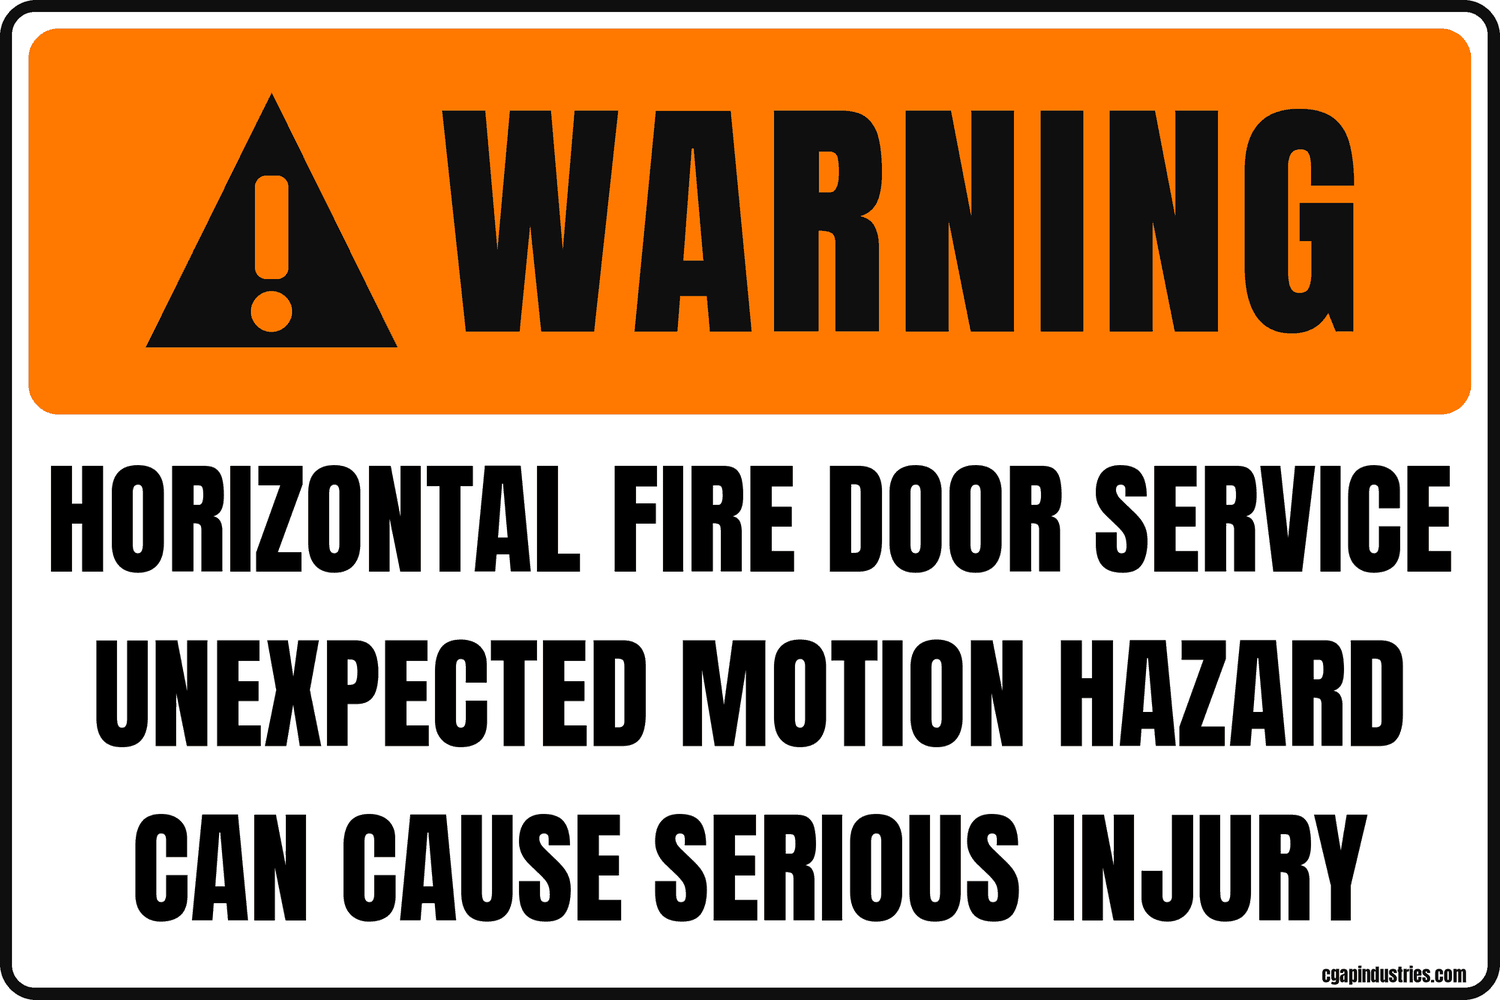 WARNING
HORIZONTAL FIRE DOOR SERVICE
UNEXPECTED MOTION HAZARD
CAN CAUSE SERIOUS INJURY
cgapindustries.com